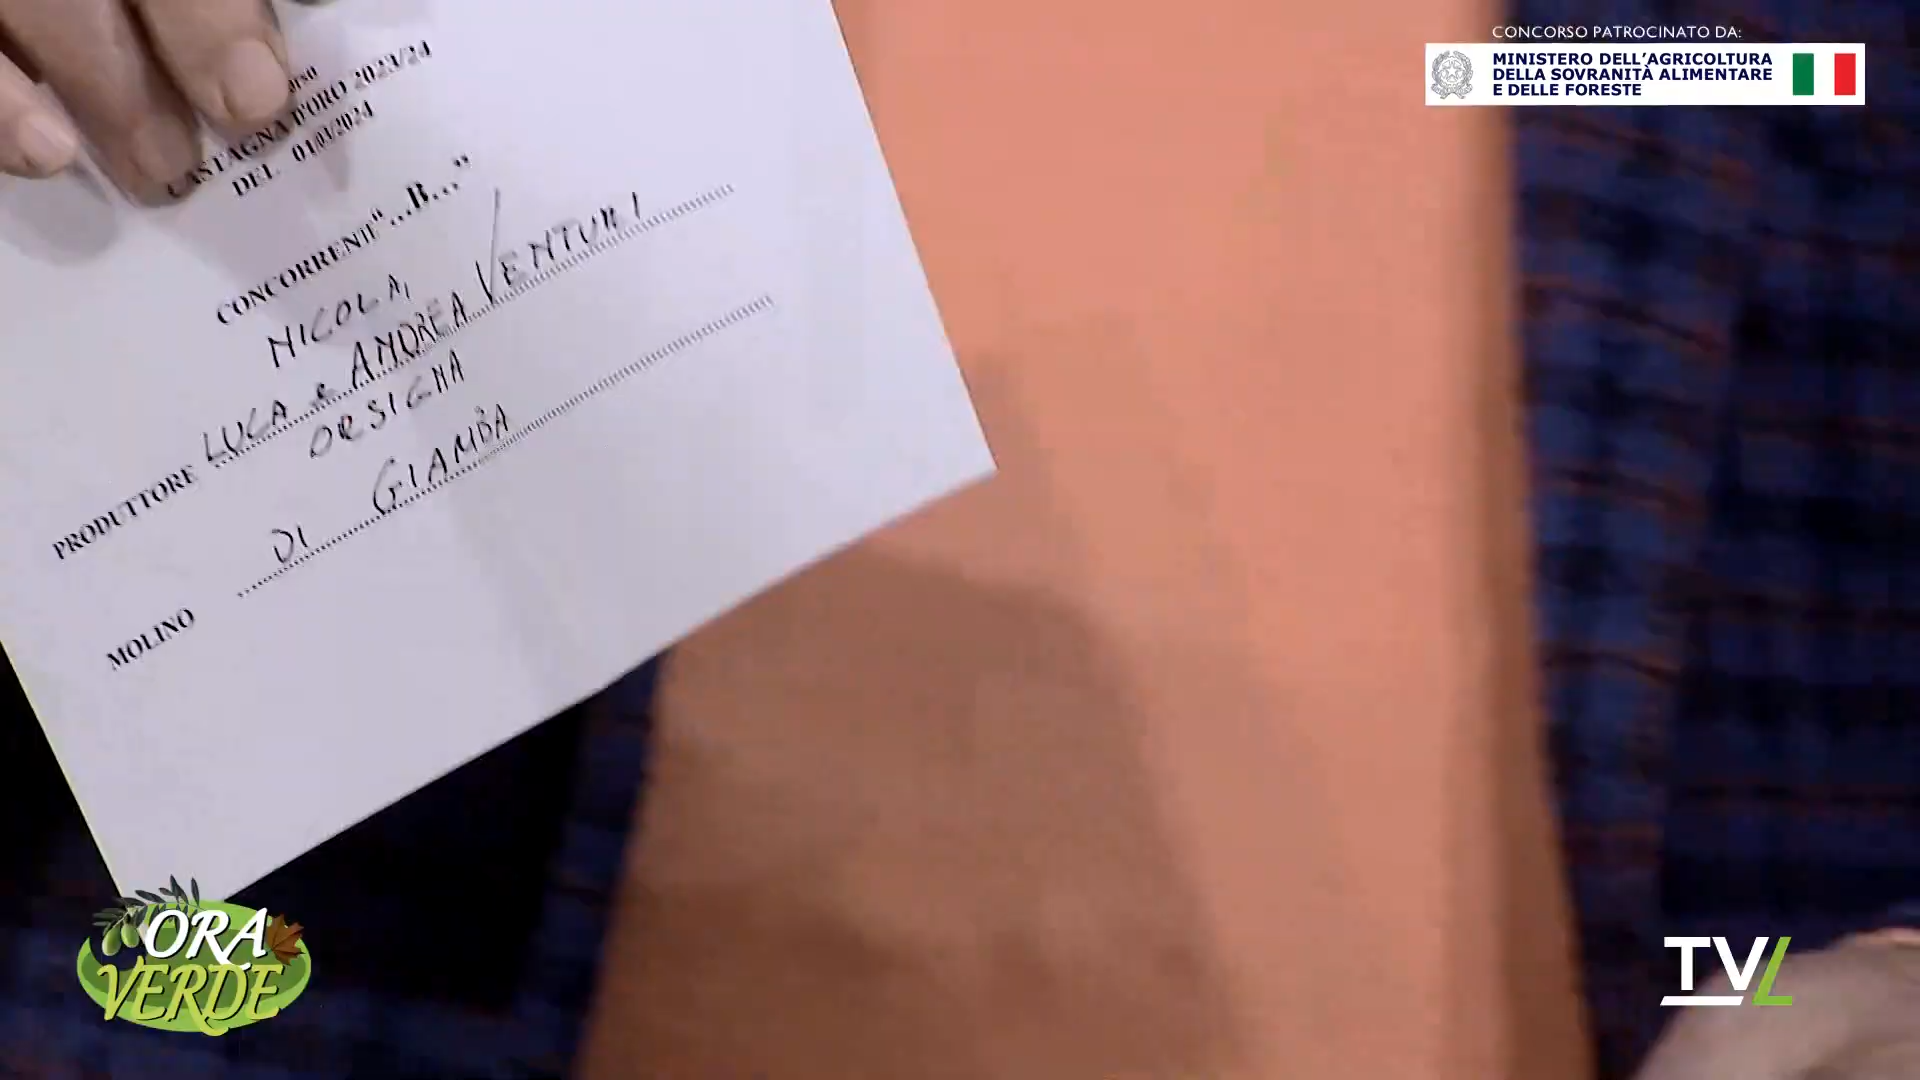 CONCORSO PATROCINATO DA:
MINISTERO DELL'AGRICOLTURA
DELLA SOVRANITÀ ALIMENTARE
E DELLE FORESTE
CASTAGNA D'ORO 2023/24
DEL 01/03/2024
CONCORRENTE "...B..."
NICOLA,
PRODUTTORE LUCA & ANDREA VENTURI
ORSIGNA
MOLINO DI GIAMBA
ORA
VERDE
TVL